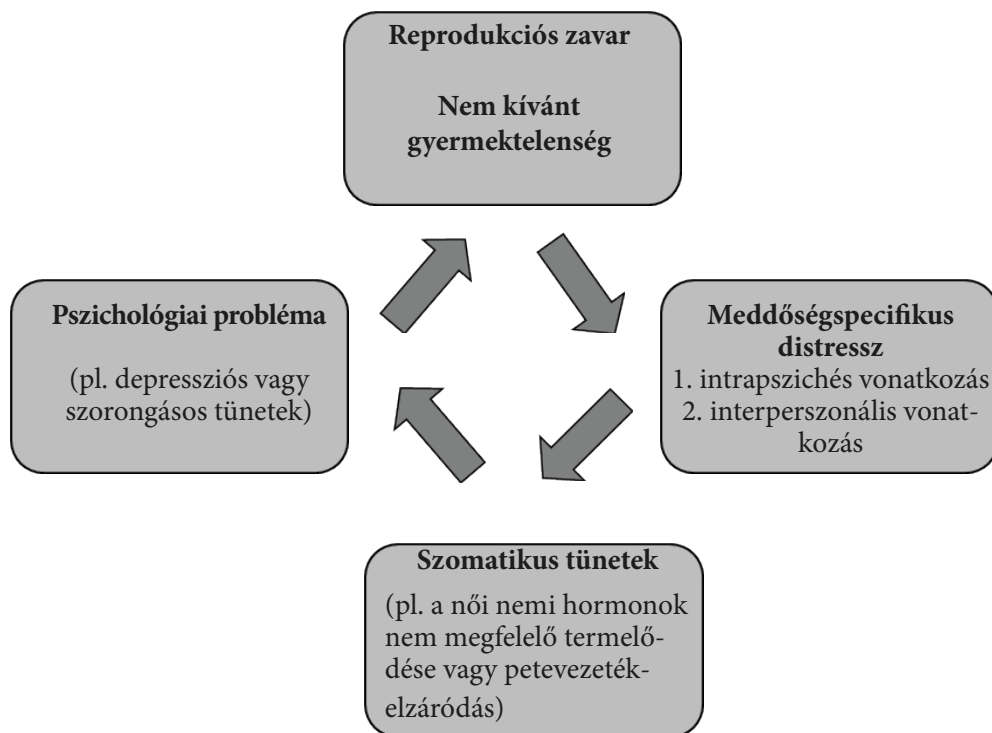 Reprodukciós zavar
Nem kívánt
gyermektelenség
Pszichológiai probléma
(pl. depressziós vagy
szorongásos tünetek)
Meddőségspecifikus
distressz
1. intrapszichés vonatkozás
2. interperszonális vonat-
kozás
Szomatikus tünetek
(pl. a női nemi hormonok
nem megfelelő termelő-
dése vagy petevezeték-
elzáródás)